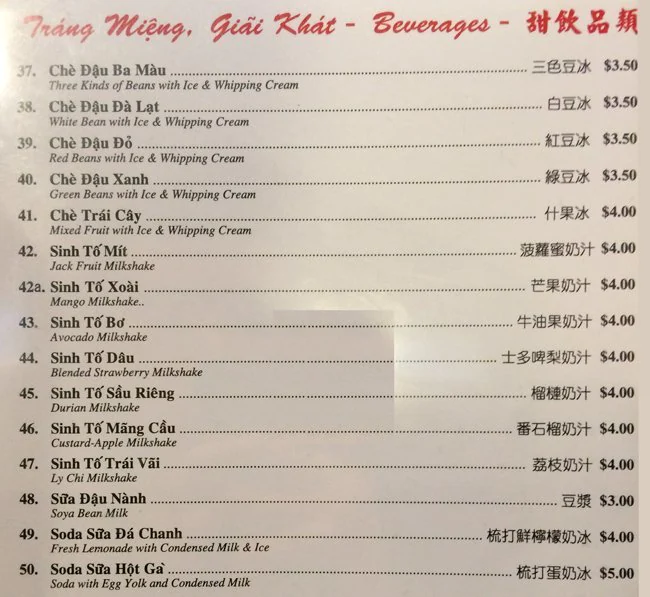 Tráng Miệng, Giãi Khát - Beverages - 甜飲品類
37. Chè Đậu Ba Màu 三色豆冰 $3.50
Three Kinds of Beans with Ice & Whipping Cream
38. Chè Đậu Đà Lạt 白豆冰 $3.50
White Bean with Ice & Whipping Cream
39. Chè Đậu Đỏ 紅豆冰 $3.50
Red Beans with Ice & Whipping Cream
40. Chè Đậu Xanh 綠豆冰 $3.50
Green Beans with Ice & Whipping Cream
41. Chè Trái Cây 什果冰 $4.00
Mixed Fruit with Ice & Whipping Cream
42. Sinh Tố Mít 菠蘿蜜奶汁 $4.00
Jack Fruit Milkshake
42a. Sinh Tố Xoài 芒果奶汁 $4.00
Mango Milkshake..
43. Sinh Tố Bơ 牛油果奶汁 $4.00
Avocado Milkshake
44. Sinh Tố Dâu 士多啤梨奶汁 $4.00
Blended Strawberry Milkshake
45. Sinh Tố Sầu Riêng 榴槤奶汁 $4.00
Durian Milkshake
46. Sinh Tố Mãng Cầu 番石榴奶汁 $4.00
Custard-Apple Milkshake
47. Sinh Tố Trái Vãi 荔枝奶汁 $4.00
Ly Chi Milkshake
48. Sữa Đậu Nành 豆漿 $3.00
Soya Bean Milk
49. Soda Sữa Đá Chanh 梳打鮮檸檬奶冰 $4.00
Fresh Lemonade with Condensed Milk & Ice
50. Soda Sữa Hột Gà 梳打蛋奶冰 $5.00
Soda with Egg Yolk and Condensed Milk